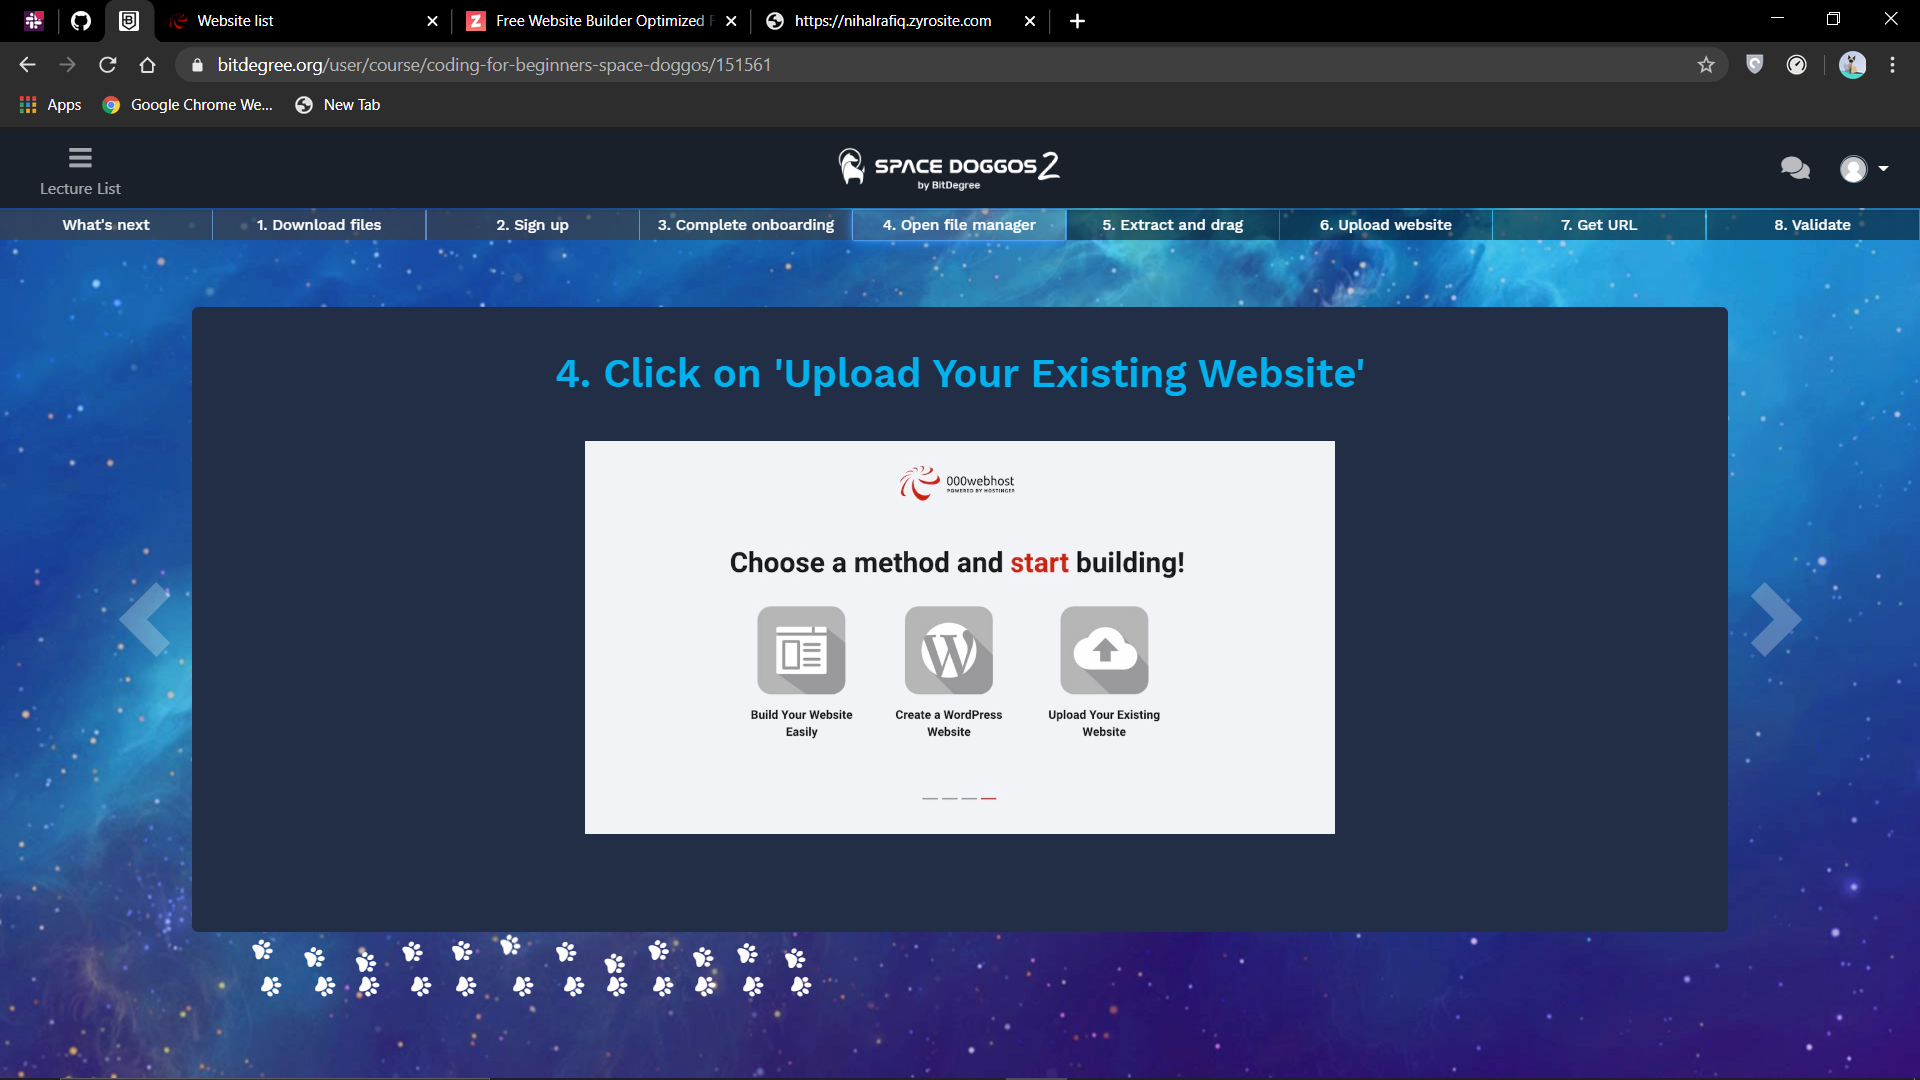 Website list
Free Website Builder Optimized
https://nihalrafiq.zyrosite.com
bitdegree.org/user/course/coding-for-beginners-space-doggos/151561
Apps
Google Chrome We...
New Tab
Lecture List
SPACE DOGGOS 2
by BitDegree
What's next
1. Download files
2. Sign up
3. Complete onboarding
4. Open file manager
5. Extract and drag
6. Upload website
7. Get URL
8. Validate
4. Click on 'Upload Your Existing Website'
000webhost
POWERED BY HOSTINGER
Choose a method and start building!
Build Your Website
Easily
Create a WordPress
Website
Upload Your Existing
Website